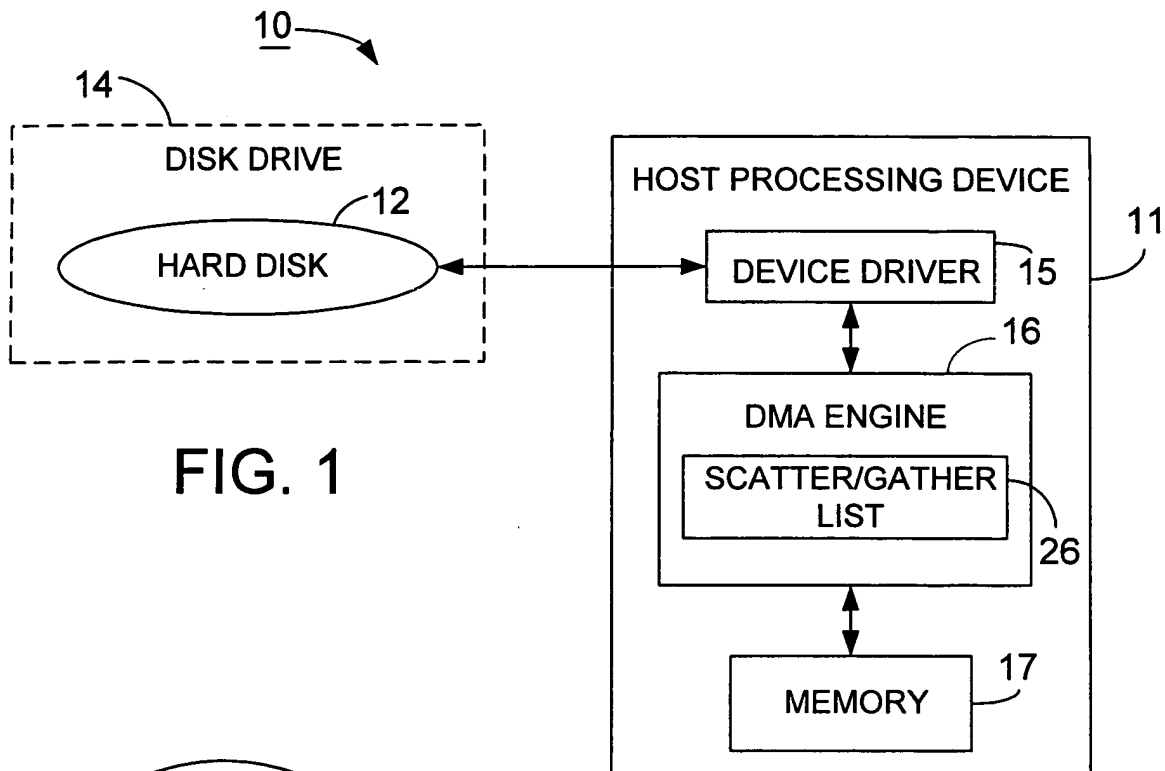 10
14
DISK DRIVE
12
HARD DISK
HOST PROCESSING DEVICE
11
DEVICE DRIVER
15
16
DMA ENGINE
SCATTER/GATHER
LIST
26
MEMORY
17
FIG. 1